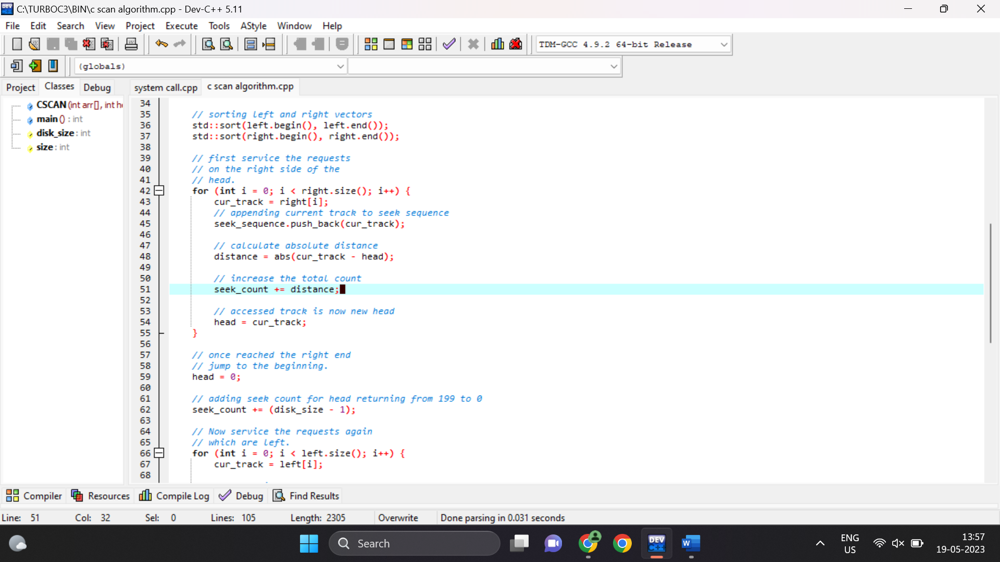 C:\TURBOC3\BIN\c scan algorithm.cpp - Dev-C++ 5.11
File Edit Search View Project Execute Tools AStyle Window Help
TDM-GCC 4.9.2 64-bit Release
(globals)
Project Classes Debug system call.cpp c scan algorithm.cpp
CSCAN (int arr[], int h
main () : int
disk_size : int
size : int
34
35 // sorting left and right vectors
36 std::sort(left.begin(), left.end());
37 std::sort(right.begin(), right.end());
38
39 // first service the requests
40 // on the right side of the
41 // head.
42 for (int i = 0; i < right.size(); i++) {
43 cur_track = right[i];
44 // appending current track to seek sequence
45 seek_sequence.push_back(cur_track);
46
47 // calculate absolute distance
48 distance = abs(cur_track - head);
49
50 // increase the total count
51 seek_count += distance;
52
53 // accessed track is now new head
54 head = cur_track;
55 }
56
57 // once reached the right end
58 // jump to the beginning.
59 head = 0;
60
61 // adding seek count for head returning from 199 to 0
62 seek_count += (disk_size - 1);
63
64 // Now service the requests again
65 // which are left.
66 for (int i = 0; i < left.size(); i++) {
67 cur_track = left[i];
68
Compiler Resources Compile Log Debug Find Results
Line: 51 Col: 32 Sel: 0 Lines: 105 Length: 2305 Overwrite Done parsing in 0.031 seconds
Search
DEV C++
W
ENG
US
13:57
19-05-2023